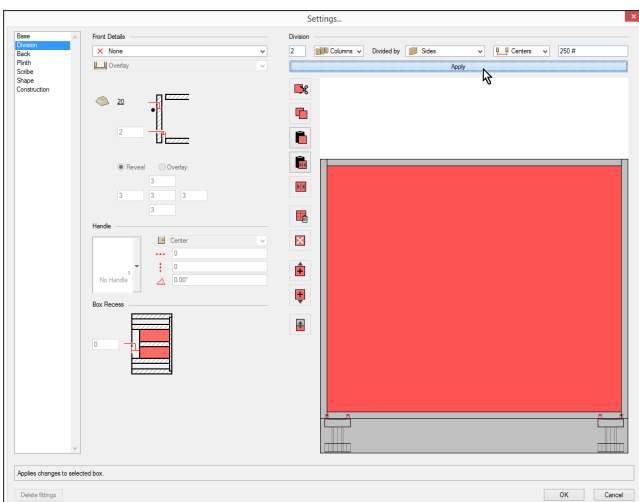 Settings...
Base
Division
Back
Plinth
Scribe
Shape
Construction
Front Details
None
Overlay
20
2
Reveal Overlay
3
3 3 3
3
Handle
No Handle
Center
0
0
0.00°
Box Recess
0
Division
2 Columns Divided by Sides Centers 250 #
Apply
Applies changes to selected box.
Delete fittings OK Cancel